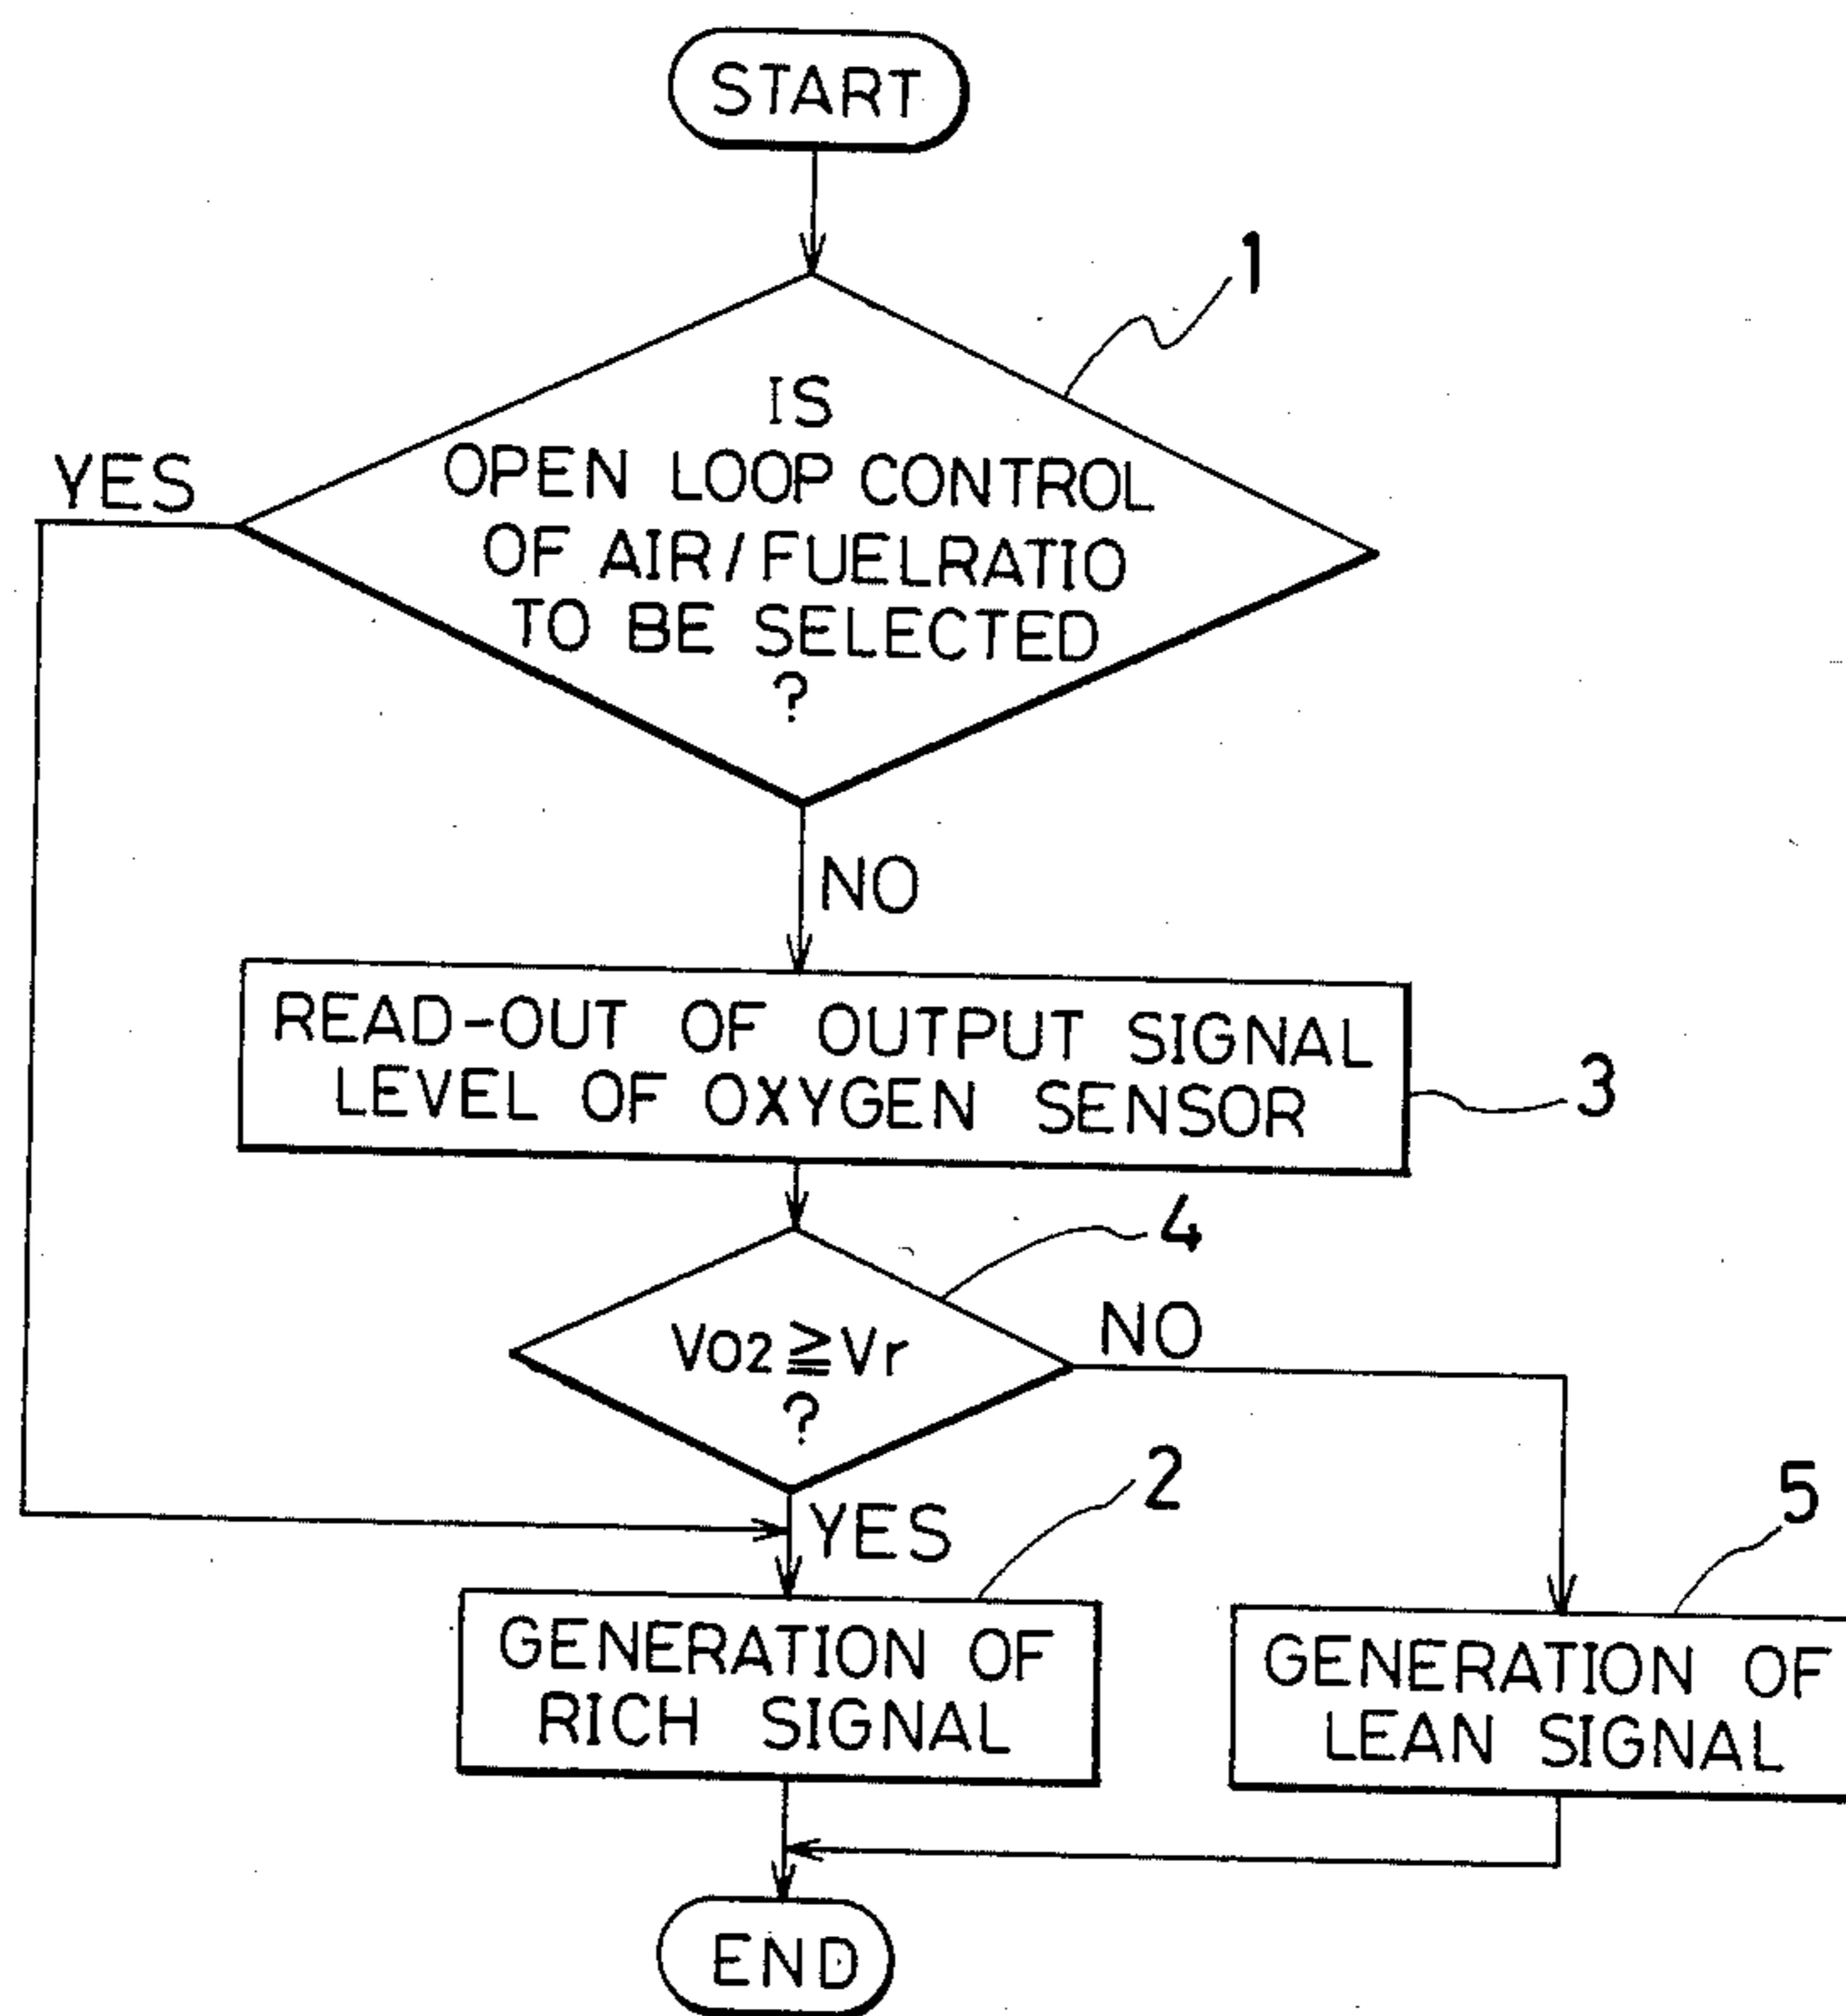 START
1
IS
OPEN LOOP CONTROL
OF AIR/FUELRATIO
TO BE SELECTED
?
YES
NO
READ-OUT OF OUTPUT SIGNAL
LEVEL OF OXYGEN SENSOR
3
4
VO2≧Vr
?
NO
YES
2
5
GENERATION OF
RICH SIGNAL
GENERATION OF
LEAN SIGNAL
END